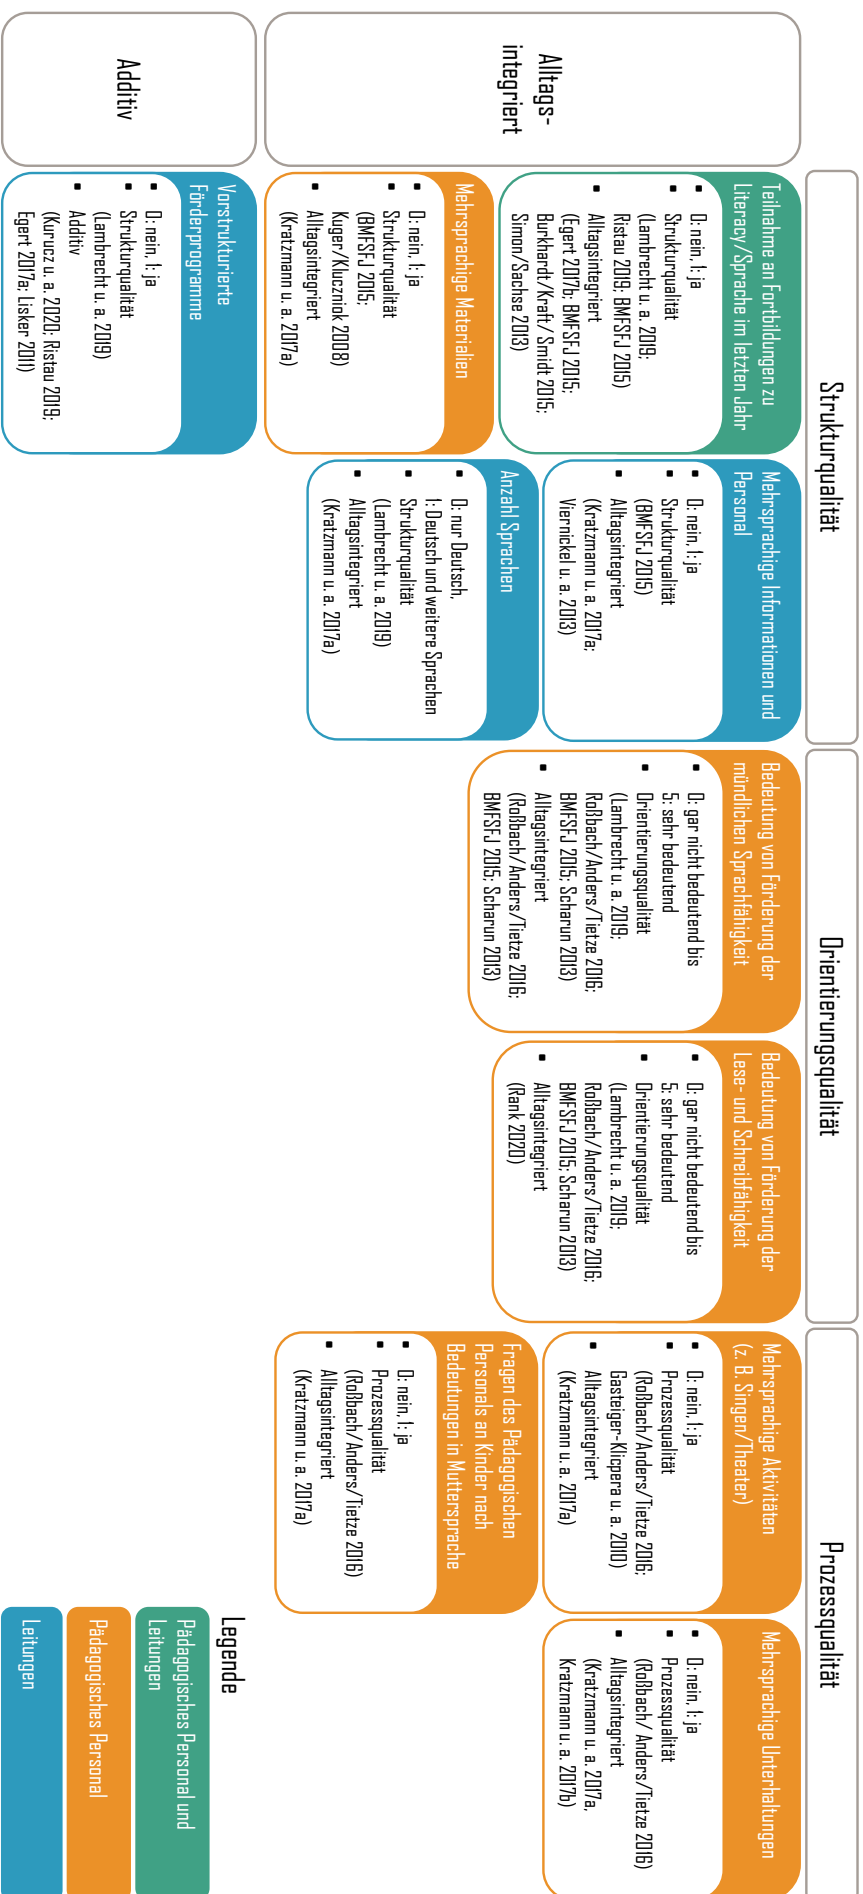 Strukturqualität
Orientierungsqualität
Prozessqualität
Alltags-
integriert
Teilnahme an Fortbildungen zu
Literacy/Sprache im letzten Jahr
▪ 0: nein, 1: ja
▪ Strukturqualität
(Lambrecht u. a. 2019;
Ristau 2019; BMFSFJ 2015)
▪ Alltagsintegriert
(Egert 2017b; BMFSFJ 2015;
Burkhardt/Kraft/ Smidt 2015;
Simon/Sachse 2013)
Mehrsprachige Informationen und
Personal
▪ 0: nein, 1: ja
▪ Strukturqualität
(BMFSFJ 2015)
▪ Alltagsintegriert
(Kratzmann u. a. 2017a;
Viernickel u. a. 2013)
Bedeutung von Förderung der
mündlichen Sprachfähigkeit
▪ 0: gar nicht bedeutend bis
5: sehr bedeutend
▪ Orientierungsqualität
(Lambrecht u. a. 2019;
Roßbach/Anders/Tietze 2016;
BMFSFJ 2015; Scharun 2013)
▪ Alltagsintegriert
(Roßbach/Anders/Tietze 2016;
BMFSFJ 2015; Scharun 2013)
Bedeutung von Förderung der
Lese- und Schreibfähigkeit
▪ 0: gar nicht bedeutend bis
5: sehr bedeutend
▪ Orientierungsqualität
(Lambrecht u. a. 2019;
Roßbach/Anders/Tietze 2016;
BMFSFJ 2015; Scharun 2013)
▪ Alltagsintegriert
(Rank 2020)
Mehrsprachige Aktivitäten
(z. B. Singen/Theater)
▪ 0: nein, 1: ja
▪ Prozessqualität
(Roßbach/Anders/Tietze 2016;
Gasteiger-Klicpera u. a. 2010)
▪ Alltagsintegriert
(Kratzmann u. a. 2017a)
Mehrsprachige Unterhaltungen
▪ 0: nein, 1: ja
▪ Prozessqualität
(Roßbach/ Anders/Tietze 2016)
▪ Alltagsintegriert
(Kratzmann u. a. 2017a,
Kratzmann u. a. 2017b)
Mehrsprachige Materialien
▪ 0: nein, 1: ja
▪ Strukturqualität
(BMFSFJ 2015;
Kuger/Kluczniok 2008)
▪ Alltagsintegriert
(Kratzmann u. a. 2017a)
Anzahl Sprachen
▪ 0: nur Deutsch,
1: Deutsch und weitere Sprachen
▪ Strukturqualität
(Lambrecht u. a. 2019)
▪ Alltagsintegriert
(Kratzmann u. a. 2017a)
Fragen des Pädagogischen
Personals an Kinder nach
Bedeutungen in Muttersprache
▪ 0: nein, 1: ja
▪ Prozessqualität
(Roßbach/Anders/Tietze 2016)
▪ Alltagsintegriert
(Kratzmann u. a. 2017a)
Additiv
Vorstrukturierte
Förderprogramme
▪ 0: nein, 1: ja
▪ Strukturqualität
(Lambrecht u. a. 2019)
▪ Additiv
(Kurucz u. a. 2020; Ristau 2019;
Egert 2017a; Lisker 2011)
Legende
Pädagogisches Personal und
Leitungen
Pädagogisches Personal
Leitungen